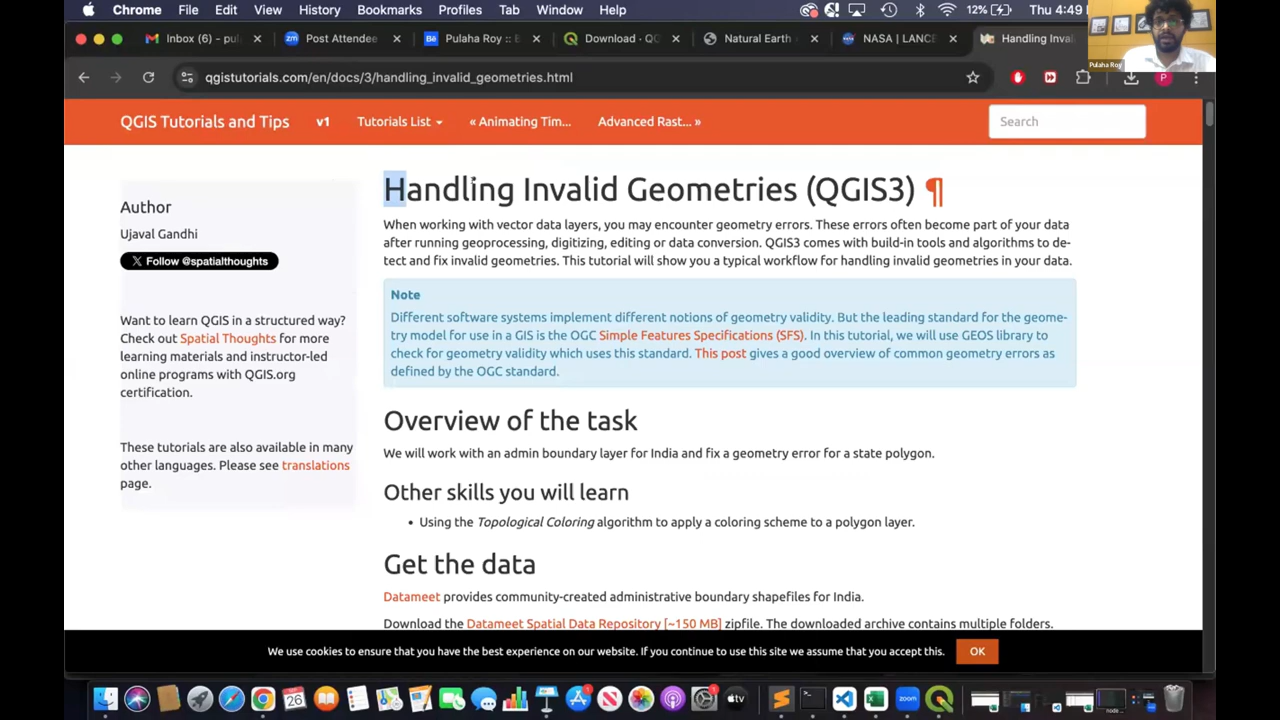 Chrome File Edit View History Bookmarks Profiles Tab Window Help 12% Thu 4:49
Inbox (6) - pul Post Attendee Pulaha Roy :: B Download · QG Natural Earth NASA | LANCE Handling Inval
Pulaha Roy
qgistutorials.com/en/docs/3/handling_invalid_geometries.html P
QGIS Tutorials and Tips v1 Tutorials List « Animating Tim... Advanced Rast... » Search
Handling Invalid Geometries (QGIS3) ¶
Author
Ujaval Gandhi
Follow @spatialthoughts
Want to learn QGIS in a structured way?
Check out Spatial Thoughts for more
learning materials and instructor-led
online programs with QGIS.org
certification.
These tutorials are also available in many
other languages. Please see translations
page.
When working with vector data layers, you may encounter geometry errors. These errors often become part of your data
after running geoprocessing, digitizing, editing or data conversion. QGIS3 comes with build-in tools and algorithms to de-
tect and fix invalid geometries. This tutorial will show you a typical workflow for handling invalid geometries in your data.
Note
Different software systems implement different notions of geometry validity. But the leading standard for the geome-
try model for use in a GIS is the OGC Simple Features Specifications (SFS). In this tutorial, we will use GEOS library to
check for geometry validity which uses this standard. This post gives a good overview of common geometry errors as
defined by the OGC standard.
Overview of the task
We will work with an admin boundary layer for India and fix a geometry error for a state polygon.
Other skills you will learn
• Using the Topological Coloring algorithm to apply a coloring scheme to a polygon layer.
Get the data
Datameet provides community-created administrative boundary shapefiles for India.
Download the Datameet Spatial Data Repository [~150 MB] zipfile. The downloaded archive contains multiple folders.
We use cookies to ensure that you have the best experience on our website. If you continue to use this site we assume that you accept this. OK
26 tv zoom